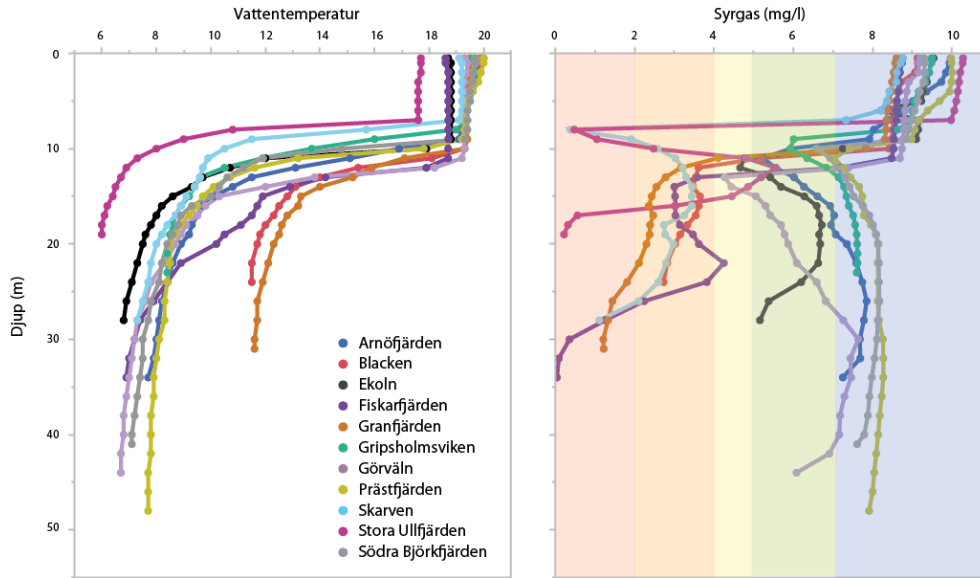 Vattentemperatur
6 8 10 12 14 16 18 20
Syrgas (mg/l)
0 2 4 6 8 10
Djup (m)
0
10
20
30
40
50
Arnöfjärden
Blacken
Ekoln
Fiskarfjärden
Granfjärden
Gripsholmsviken
Görväln
Prästfjärden
Skarven
Stora Ullfjärden
Södra Björkfjärden